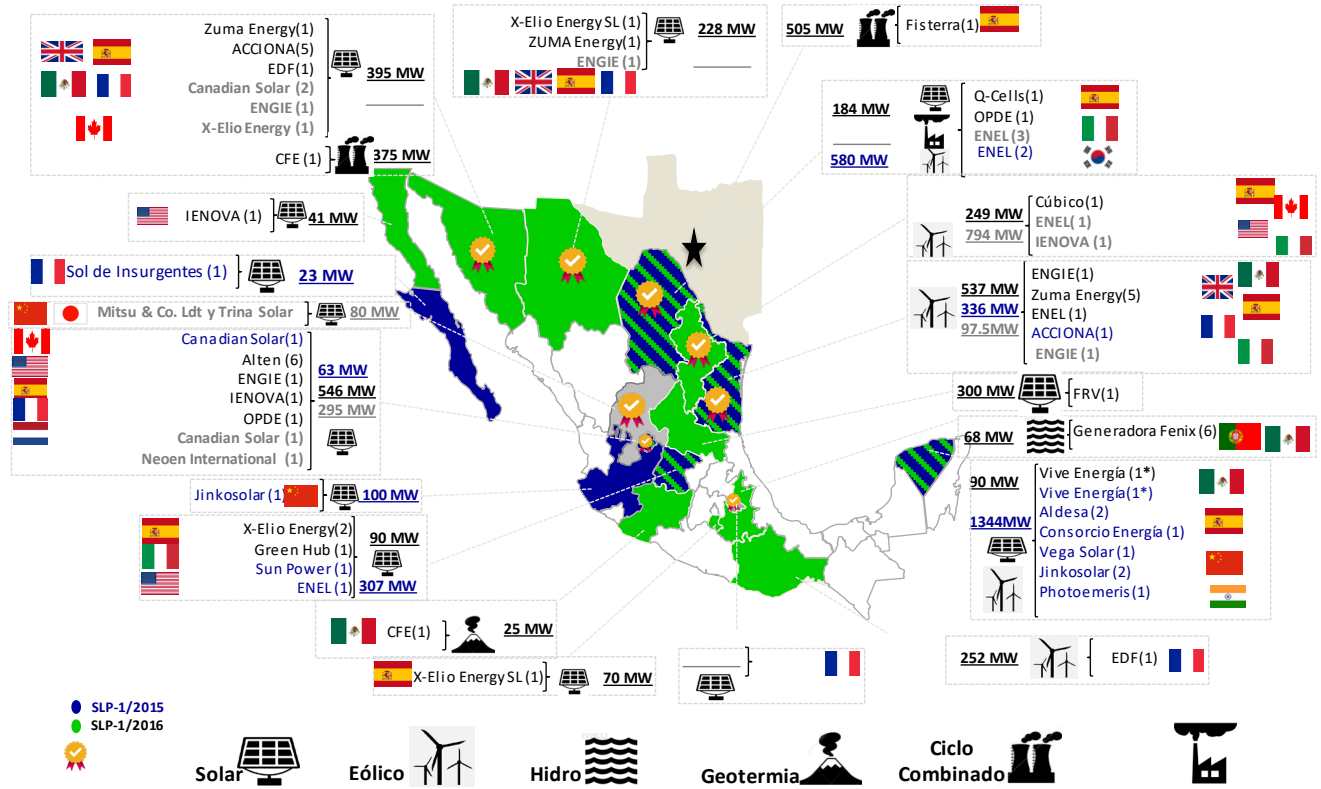 Zuma Energy(1)
ACCIONA(5)
EDF(1)
Canadian Solar (2)
ENGIE (1)
X-Elio Energy (1)
395 MW
CFE (1)
375 MW
X-Elio Energy SL (1)
ZUMA Energy(1)
ENGIE (1)
228 MW
505 MW
Fisterra(1)
184 MW
580 MW
Q-Cells(1)
OPDE (1)
ENEL (3)
ENEL (2)
IENOVA (1)
41 MW
249 MW
794 MW
Cúbico(1)
ENEL( 1)
IENOVA (1)
Sol de Insurgentes (1)
23 MW
537 MW
336 MW
97.5MW
ENGIE(1)
Zuma Energy(5)
ENEL (1)
ACCIONA(1)
ENGIE (1)
Mitsu & Co. Ldt y Trina Solar
80 MW
Canadian Solar(1)
Alten (6)
ENGIE (1)
IENOVA(1)
OPDE (1)
Canadian Solar (1)
Neoen International (1)
63 MW
546 MW
295 MW
300 MW
FRV(1)
68 MW
Generadora Fenix (6)
Jinkosolar (1)
100 MW
90 MW
1344MW
Vive Energía (1*)
Vive Energía(1*)
Aldesa (2)
Consorcio Energía (1)
Vega Solar (1)
Jinkosolar (2)
Photoemeris (1)
X-Elio Energy(2)
Green Hub (1)
Sun Power (1)
ENEL (1)
90 MW
307 MW
CFE(1)
25 MW
X-Elio Energy SL (1)
70 MW
252 MW
EDF(1)
SLP-1/2015
SLP-1/2016
Solar
Eólico
Hidro
Geotermia
Ciclo
Combinado